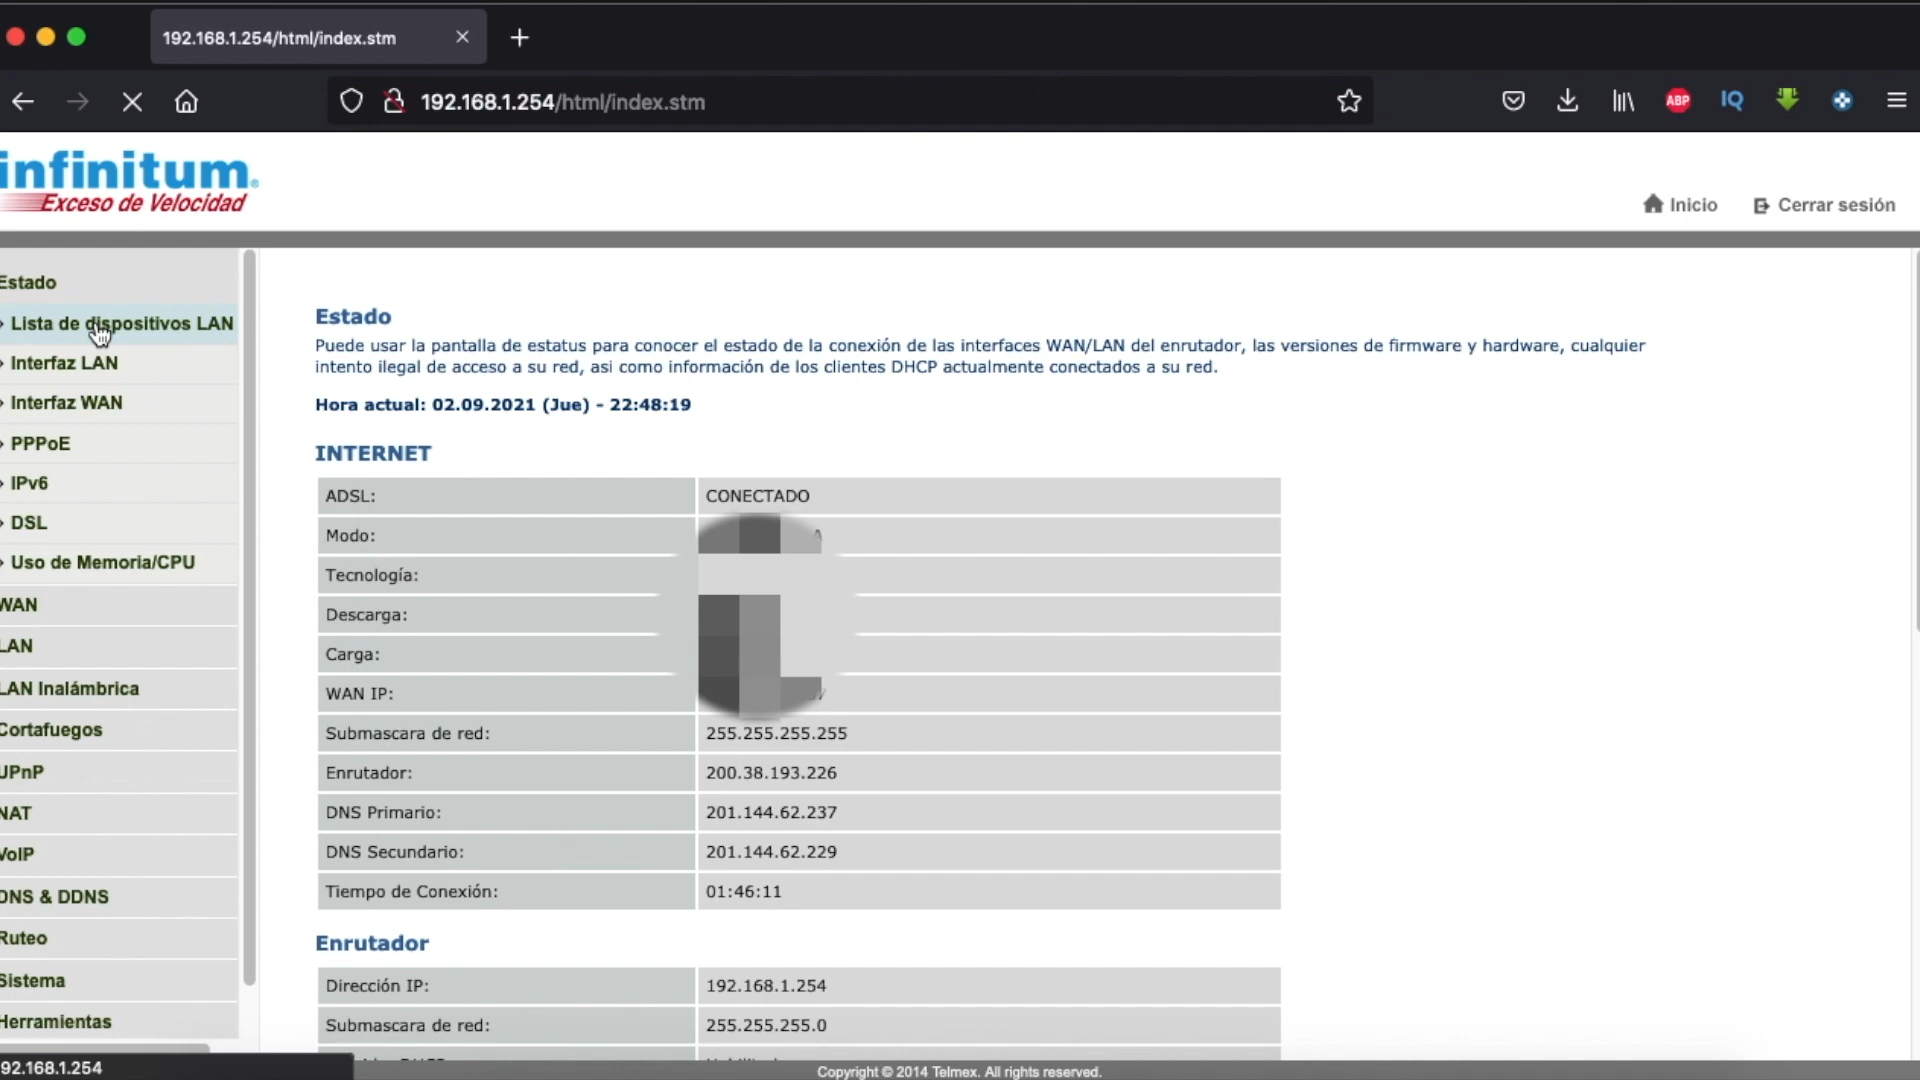 192.168.1.254/html/index.stm
192.168.1.254/html/index.stm
ABP
IQ
infinitum
Exceso de Velocidad
Inicio
Cerrar sesión
Estado
Lista de dispositivos LAN
Interfaz LAN
Interfaz WAN
PPPoE
IPv6
DSL
Uso de Memoria/CPU
WAN
LAN
LAN Inalámbrica
Cortafuegos
UPnP
NAT
VoIP
DNS & DDNS
Ruteo
Sistema
Herramientas
Estado
Puede usar la pantalla de estatus para conocer el estado de la conexión de las interfaces WAN/LAN del enrutador, las versiones de firmware y hardware, cualquier
intento ilegal de acceso a su red, asi como información de los clientes DHCP actualmente conectados a su red.
Hora actual: 02.09.2021 (Jue) - 22:48:19
INTERNET
ADSL: CONECTADO
Modo:
Tecnología:
Descarga:
Carga:
WAN IP:
Submascara de red: 255.255.255.255
Enrutador: 200.38.193.226
DNS Primario: 201.144.62.237
DNS Secundario: 201.144.62.229
Tiempo de Conexión: 01:46:11
Enrutador
Dirección IP: 192.168.1.254
Submascara de red: 255.255.255.0
92.168.1.254
Copyright © 2014 Telmex. All rights reserved.